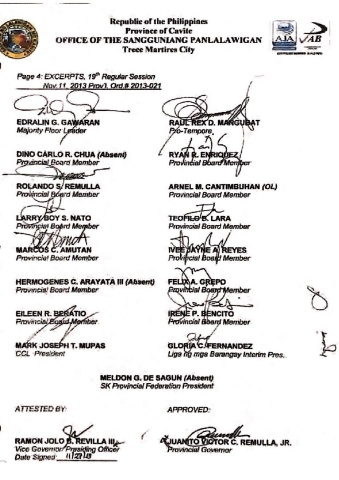 Republic of the Philippines
Province of Cavite
OFFICE OF THE SANGGUNIANG PANLALAWIGAN
Trece Martires City
AJA
JAB
Page 4: EXCERPTS, 19th Regular Session
Nov.11, 2013 Prov'l. Ord.# 2013-021
EDRALIN G. GAWARAN
Majority Floor Leader
RAUL REX D. MANGUBAT
Pro-Tempore
DINO CARLO R. CHUA (Absent)
Provincial Board Member
RYAN R. ENRIQUEZ
Provincial Board Member
ROLANDO S. REMULLA
Provincial Board Member
ARNEL M. CANTIMBUHAN (OL)
Provincial Board Member
LARRY BOY S. NATO
Provincial Board Member
TEOFILO B. LARA
Provincial Board Member
MARCOS C. AMUTAN
Provincial Board Member
IVEE JAYNE A. REYES
Provincial Board Member
HERMOGENES C. ARAYATA III (Absent)
Provincial Board Member
FELIX A. GREPO
Provincial Board Member
EILEEN R. BERATIO
Provincial Board Member
IRENE P. BENCITO
Provincial Board Member
MARK JOSEPH T. MUPAS
CCL President
GLORIA C. FERNANDEZ
Liga ng mga Barangay Interim Pres.
MELDON G. DE SAGUN (Absent)
SK Provincial Federation President
ATTESTED BY:
APPROVED:
RAMON JOLO B. REVILLA III
Vice Governor/Presiding Officer
Date Signed: 11/27/13
JUANITO VICTOR C. REMULLA, JR.
Provincial Governor